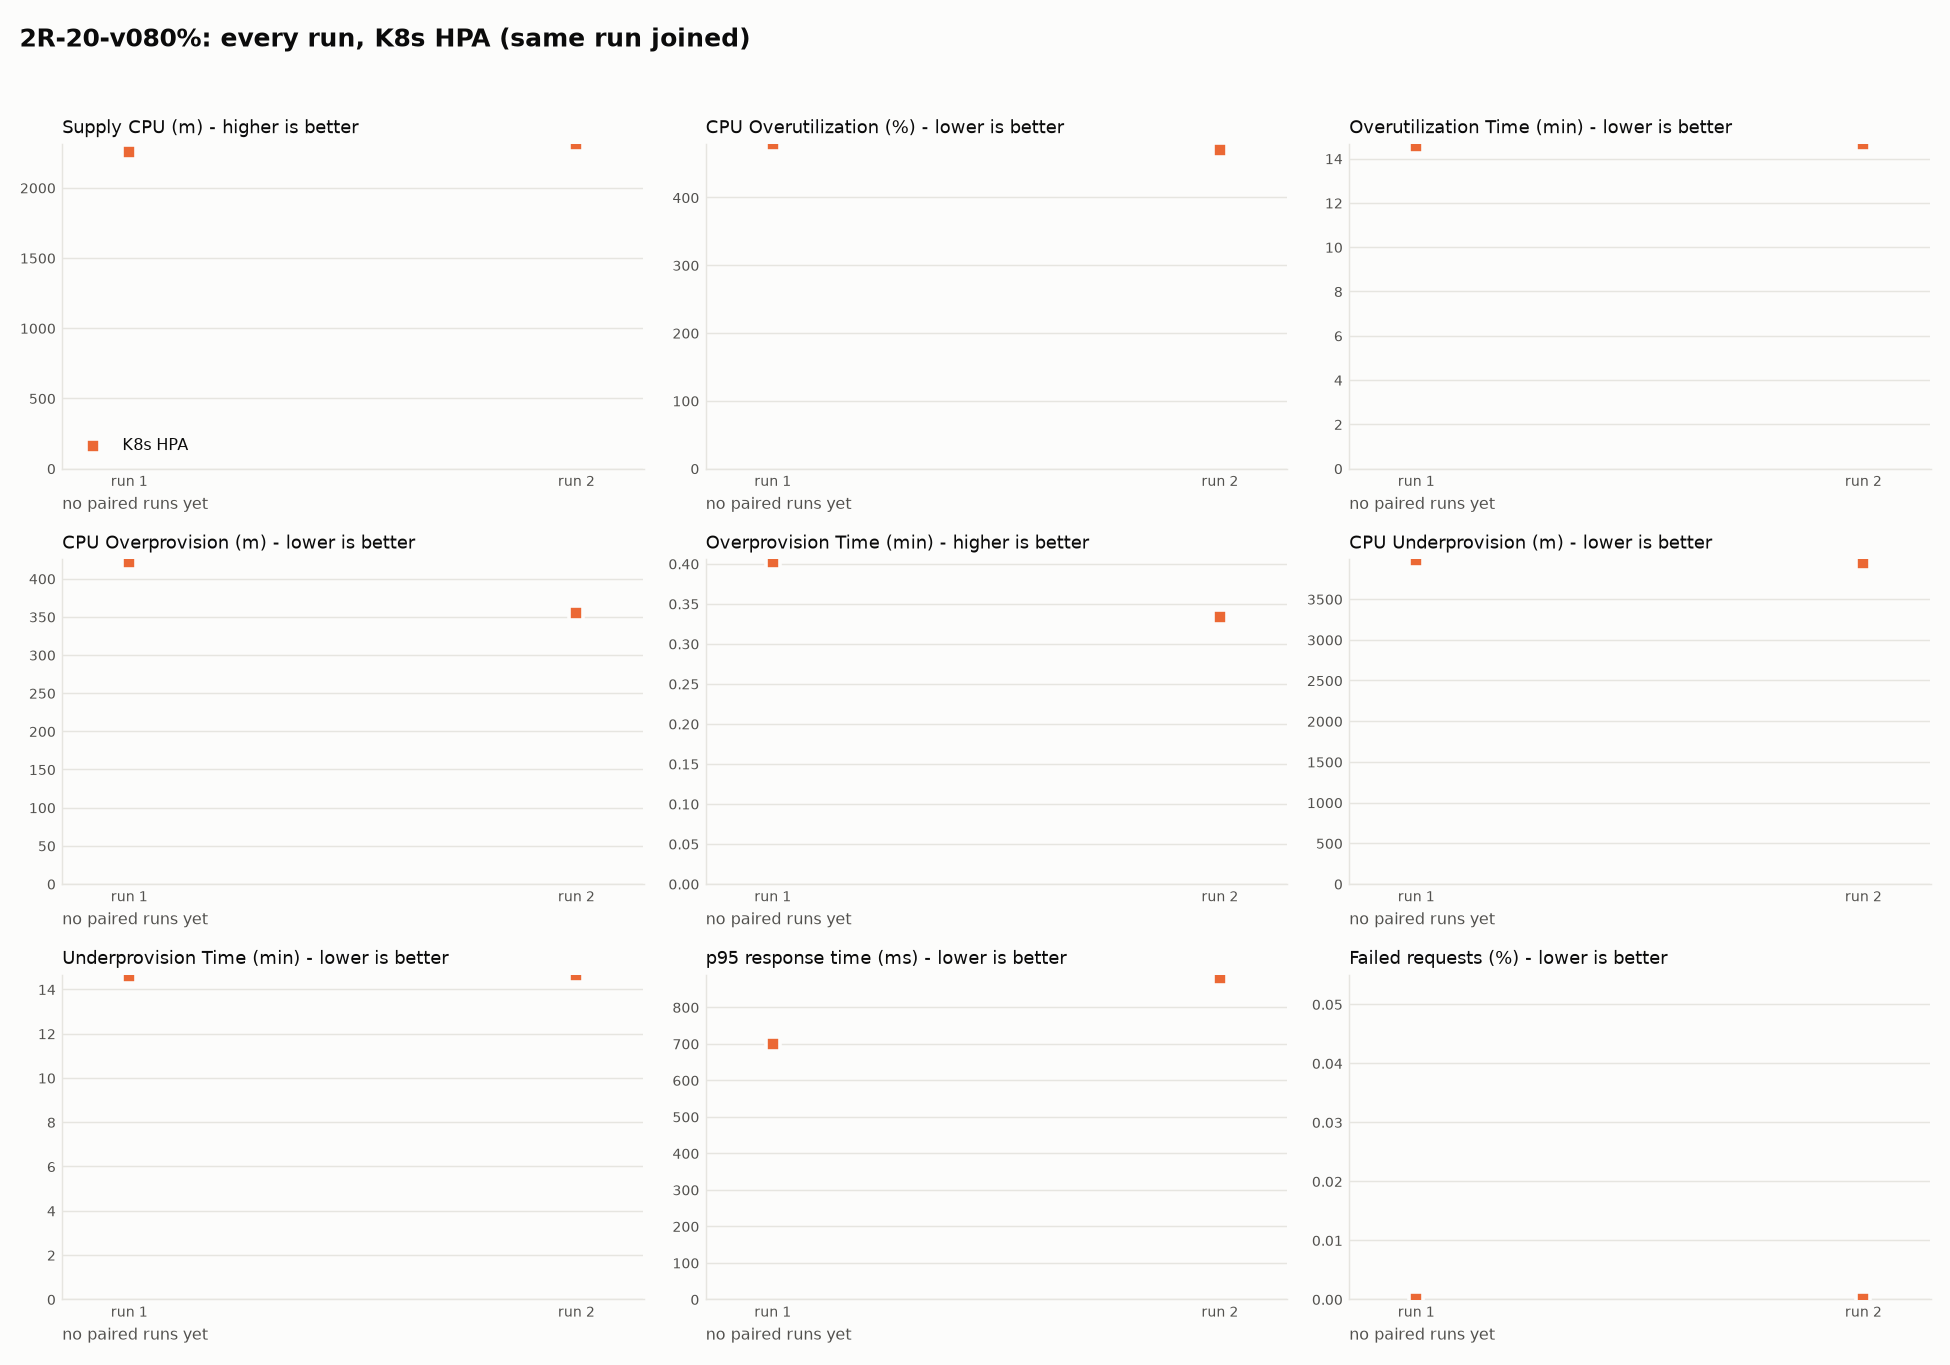 2R-20-v080%: every run, K8s HPA (same run joined)
Supply CPU (m) - higher is better
2000
1500
1000
500
0
K8s HPA
run 1
run 2
no paired runs yet
CPU Overutilization (%) - lower is better
400
300
200
100
0
run 1
run 2
no paired runs yet
Overutilization Time (min) - lower is better
14
12
10
8
6
4
2
0
run 1
run 2
no paired runs yet
CPU Overprovision (m) - lower is better
400
350
300
250
200
150
100
50
0
run 1
run 2
no paired runs yet
Overprovision Time (min) - higher is better
0.40
0.35
0.30
0.25
0.20
0.15
0.10
0.05
0.00
run 1
run 2
no paired runs yet
CPU Underprovision (m) - lower is better
3500
3000
2500
2000
1500
1000
500
0
run 1
run 2
no paired runs yet
Underprovision Time (min) - lower is better
14
12
10
8
6
4
2
0
run 1
run 2
no paired runs yet
p95 response time (ms) - lower is better
800
700
600
500
400
300
200
100
0
run 1
run 2
no paired runs yet
Failed requests (%) - lower is better
0.05
0.04
0.03
0.02
0.01
0.00
run 1
run 2
no paired runs yet